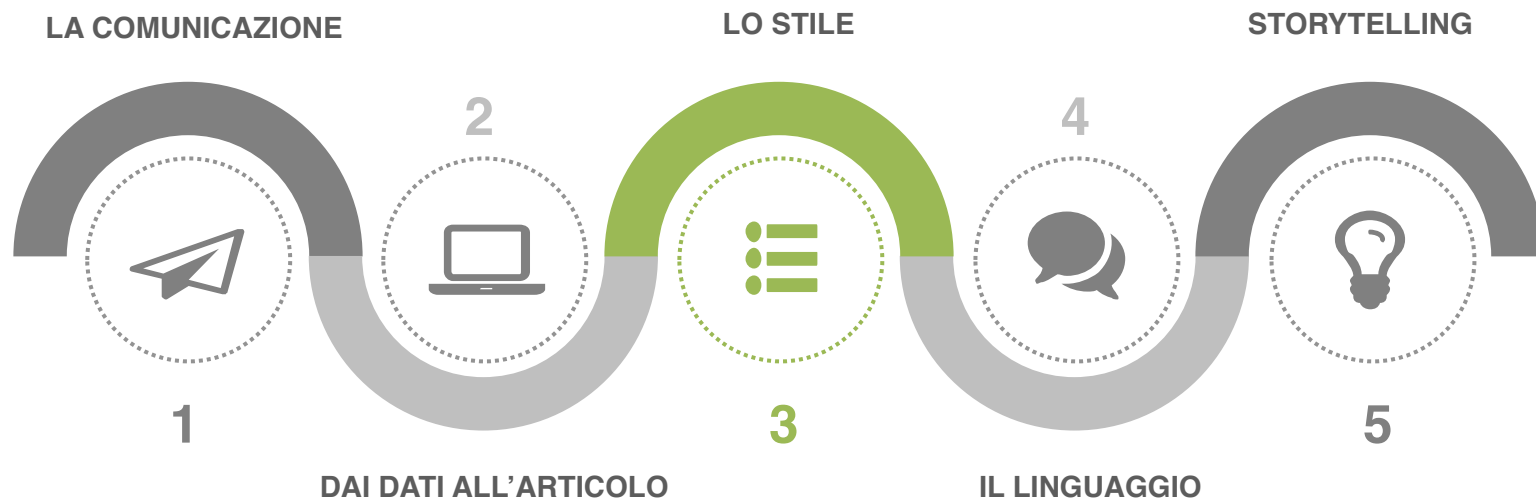 LA COMUNICAZIONE
LO STILE
STORYTELLING
2
4
1
3
5
DAI DATI ALL'ARTICOLO
IL LINGUAGGIO